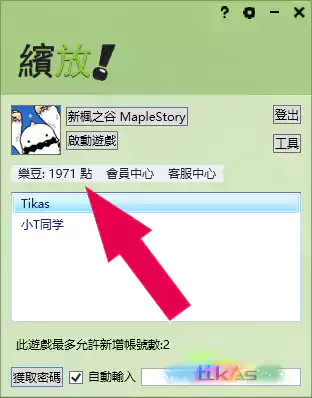 ?
繽放!
新楓之谷 MapleStory
登出
啟動遊戲
工具
樂豆: 1971 點 會員中心 客服中心
Tikas
小T同学
此遊戲最多允許新增帳號數:2
獲取密碼 自動輸入 tikAs